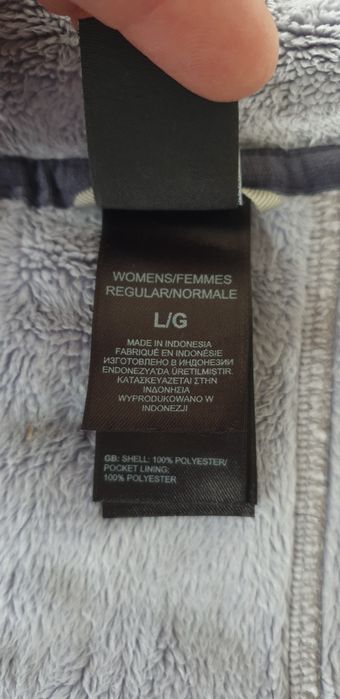 WOMENS/FEMMES
REGULAR/NORMALE
L/G
MADE IN INDONESIA
FABRIQUÉ EN INDONÉSIE
ИЗГОТОВЛЕНО В ИНДОНЕЗИИ
ENDONEZYA'DA ÜRETILMIŞTIR.
ΚΑΤΑΣΚΕΥΑΖΕΤΑΙ ΣΤΗΝ
ΙΝΔΟΝΗΣΙΑ
WYPRODUKOWANO W
INDONEZJI
GB: SHELL: 100% POLYESTER/
POCKET LINING:
100% POLYESTER